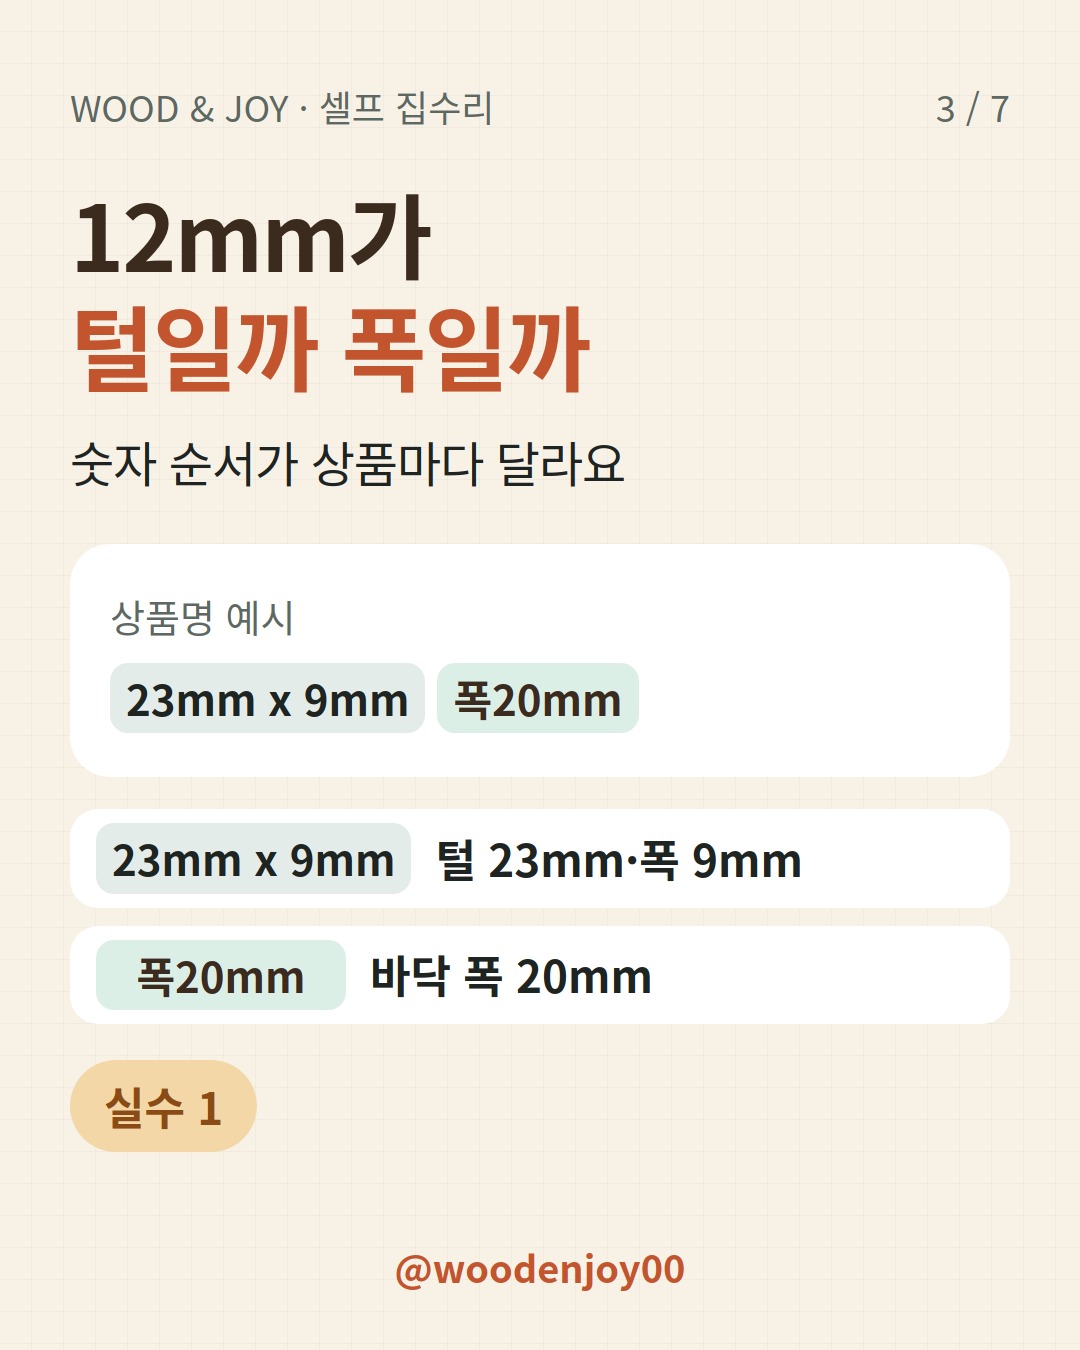 WOOD & JOY · 셀프 집수리
3 / 7
12mm가
털일까 폭일까
숫자 순서가 상품마다 달라요
상품명 예시
23mm x 9mm 폭20mm
23mm x 9mm 털 23mm·폭 9mm
폭20mm 바닥 폭 20mm
실수 1
@woodenjoy00